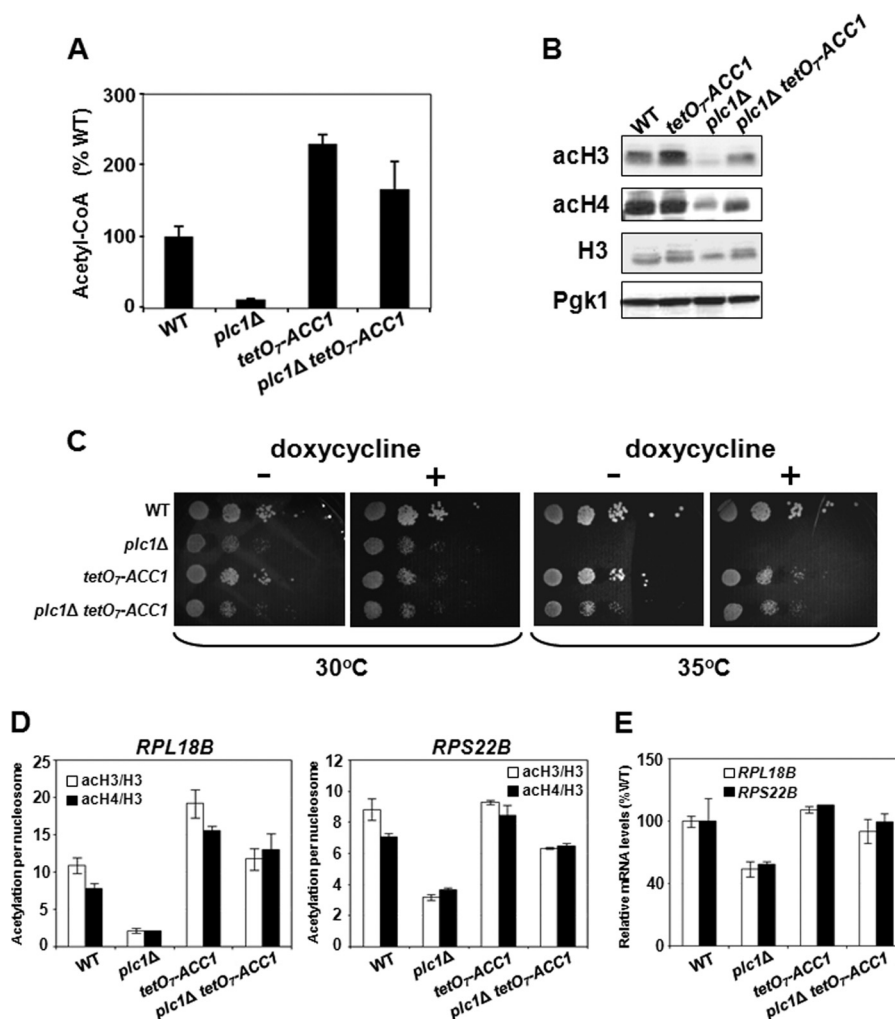 A
Acetyl-CoA (% WT)
300
200
100
0
WT
plc1Δ
tetO7-ACC1
plc1Δ tetO7-ACC1
B
WT
tetO7-ACC1
plc1Δ
plc1Δ tetO7-ACC1
acH3
acH4
H3
Pgk1
C
doxycycline
doxycycline
- + - +
WT
plc1Δ
tetO7-ACC1
plc1Δ tetO7-ACC1
30°C
35°C
D
RPL18B
Acetylation per nucleosome
25
20
15
10
5
0
acH3/H3
acH4/H3
WT
plc1Δ
tetO7-ACC1
plc1Δ tetO7-ACC1
RPS22B
Acetylation per nucleosome
12
10
8
6
4
2
0
acH3/H3
acH4/H3
WT
plc1Δ
tetO7-ACC1
plc1Δ tetO7-ACC1
E
Relative mRNA levels (%WT)
150
100
40
0
RPL18B
RPS22B
WT
plc1Δ
tetO7-ACC1
plc1Δ tetO7-ACC1